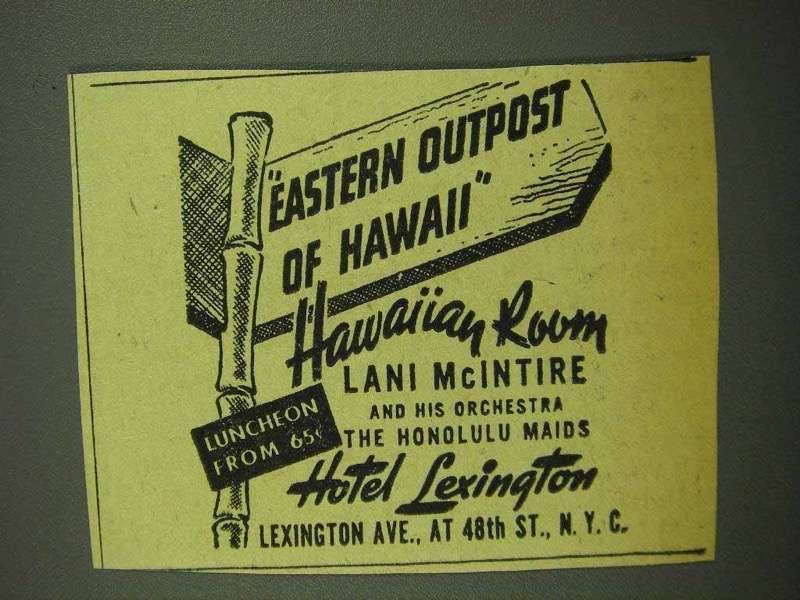 "EASTERN OUTPOST
OF HAWAII"
Hawaiian Room
LANI McINTIRE
AND HIS ORCHESTRA
THE HONOLULU MAIDS
LUNCHEON
FROM 65¢
Hotel Lexington
LEXINGTON AVE., AT 48th ST., N. Y. C.